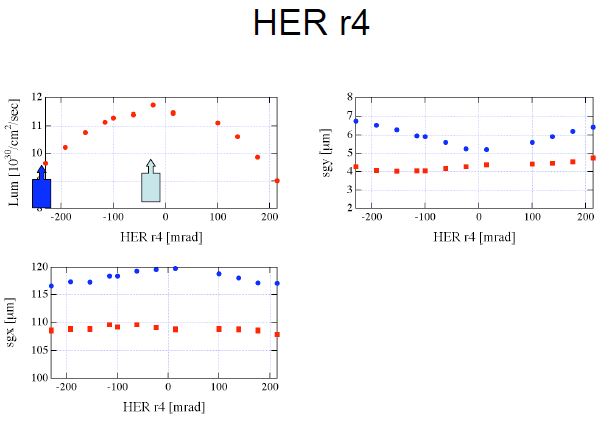 HER r4
Lum [10^30/cm^2/sec]
12
11
10
9
8
-200 -100 0 100 200
HER r4 [mrad]
sgy [μm]
8
7
6
5
4
3
2
-200 -100 0 100 200
HER r4 [mrad]
sgx [μm]
120
115
110
105
100
-200 -100 0 100 200
HER r4 [mrad]